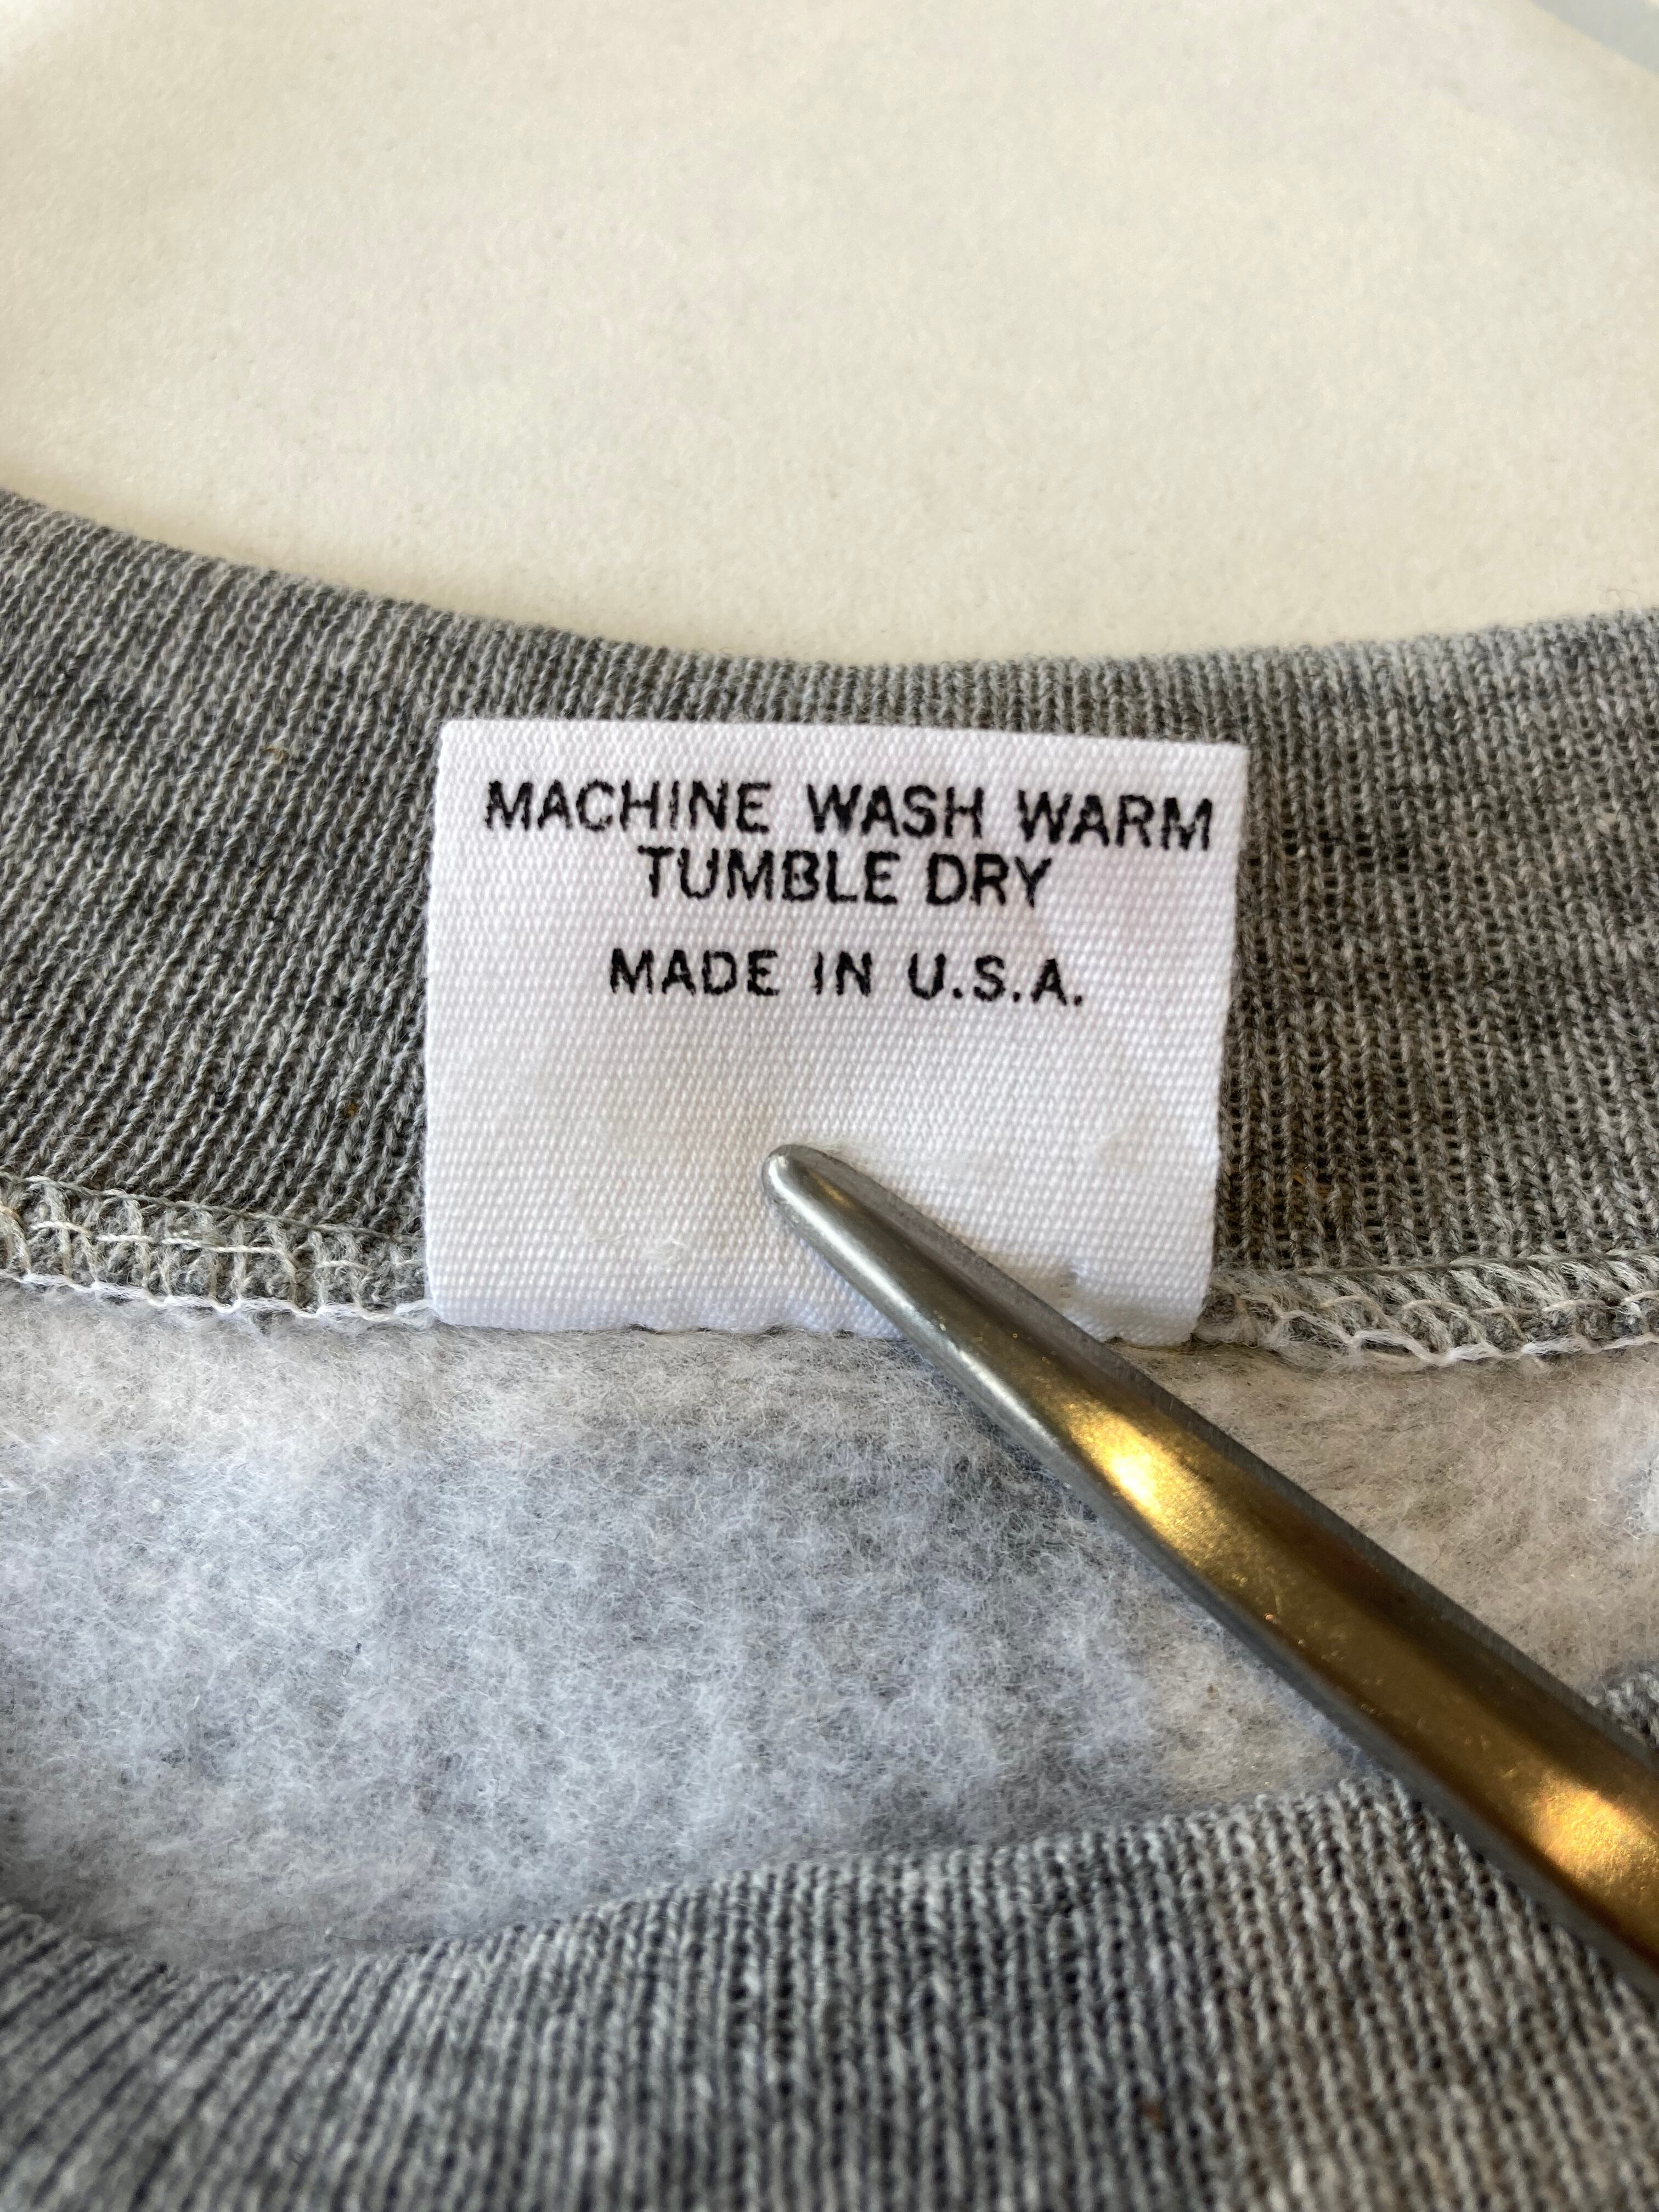 MACHINE WASH WARM
TUMBLE DRY
MADE IN U.S.A.